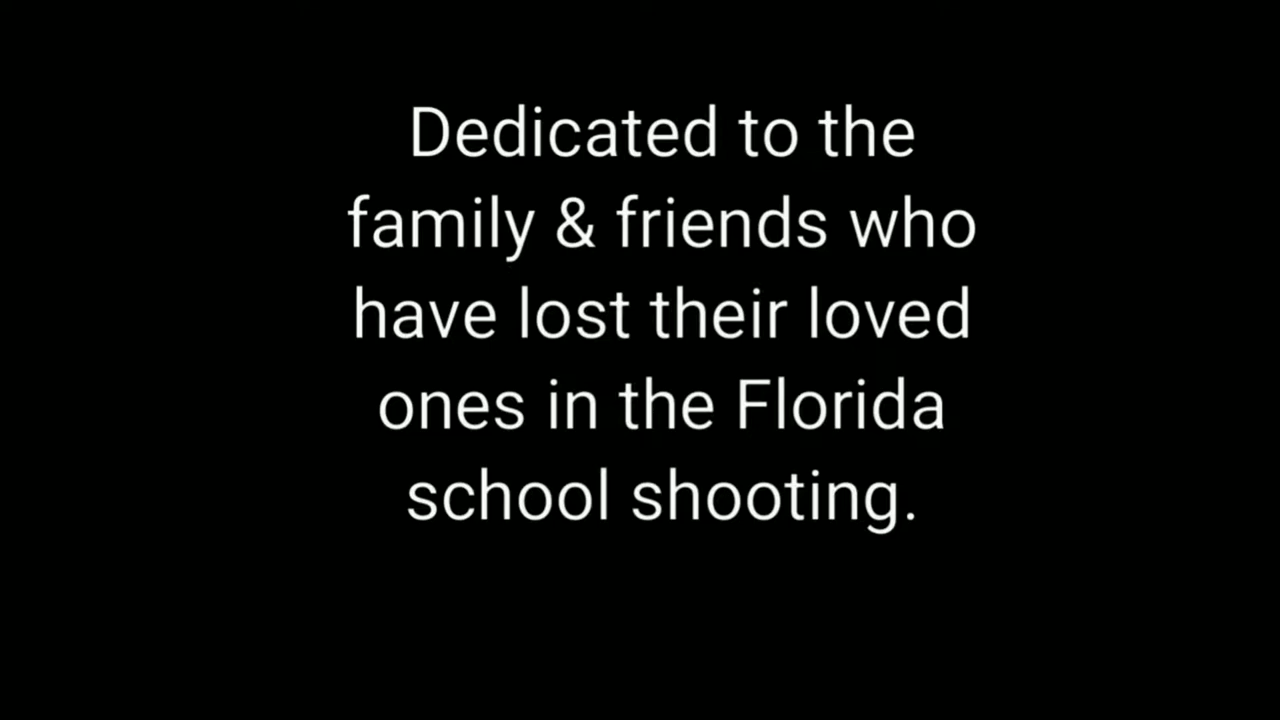 Dedicated to the
family & friends who
have lost their loved
ones in the Florida
school shooting.